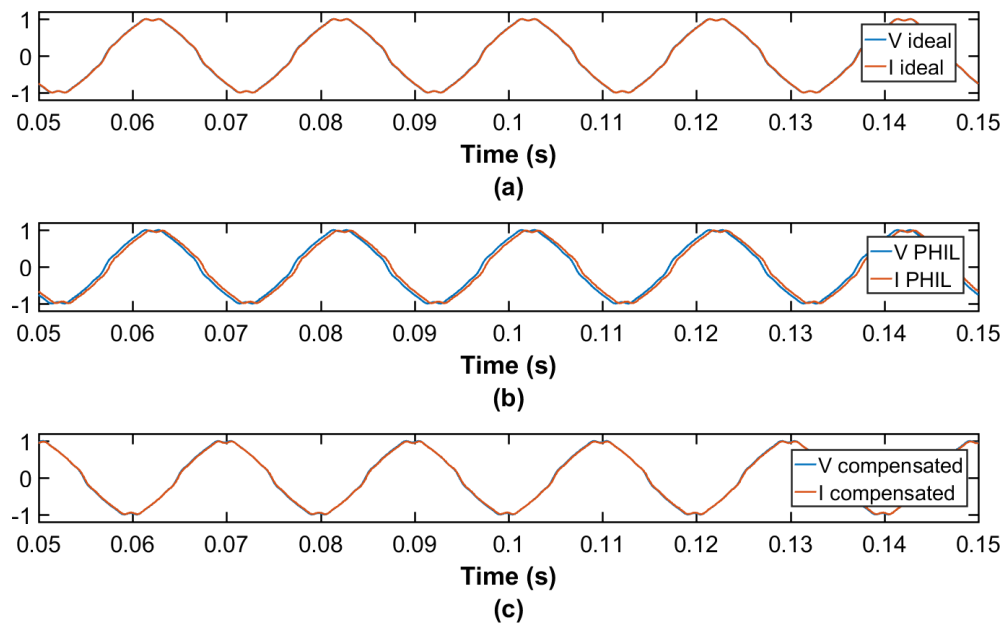 1
0
-1
V ideal
I ideal
0.05 0.06 0.07 0.08 0.09 0.1 0.11 0.12 0.13 0.14 0.15
Time (s)
(a)
1
0
-1
V PHIL
I PHIL
0.05 0.06 0.07 0.08 0.09 0.1 0.11 0.12 0.13 0.14 0.15
Time (s)
(b)
1
0
-1
V compensated
I compensated
0.05 0.06 0.07 0.08 0.09 0.1 0.11 0.12 0.13 0.14 0.15
Time (s)
(c)